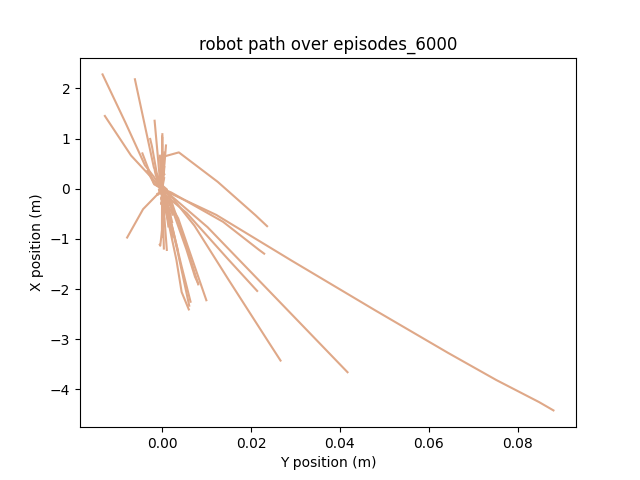 robot path over episodes_6000
2
1
0
−1
−2
−3
−4
X position (m)
0.00 0.02 0.04 0.06 0.08
Y position (m)